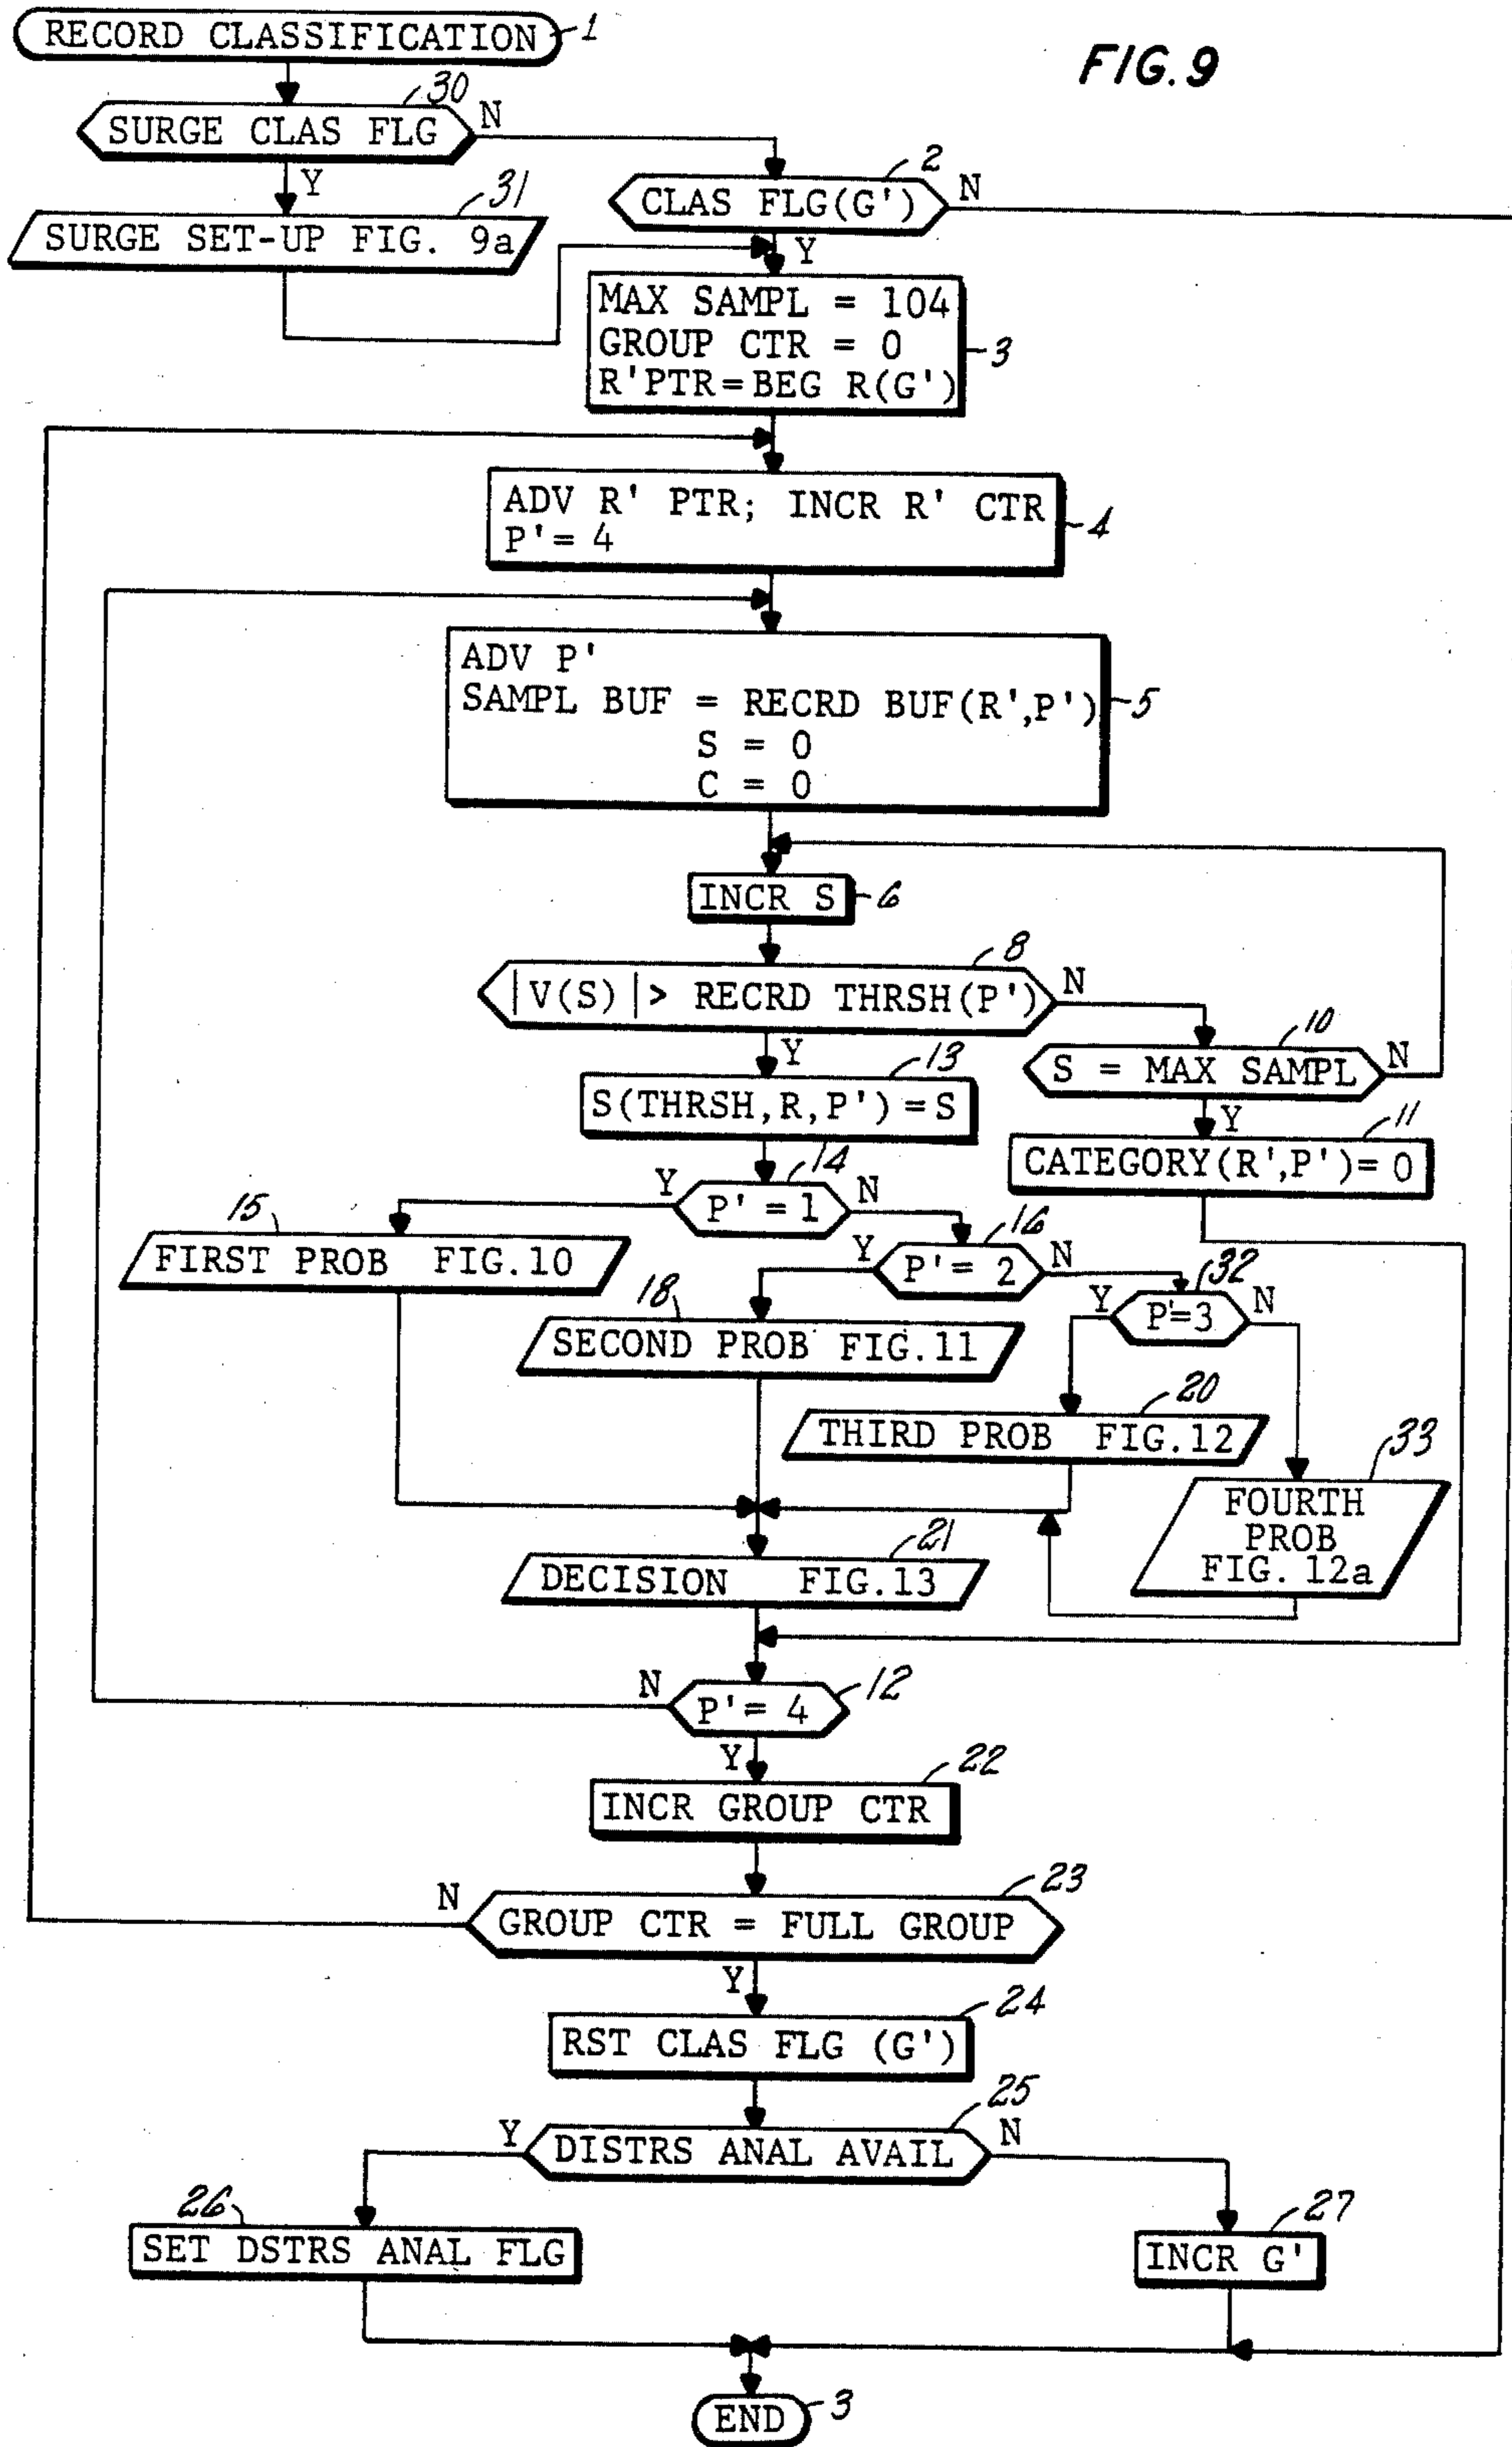 RECORD CLASSIFICATION 1
FIG. 9
30
SURGE CLAS FLG N
Y
2
CLAS FLG(G') N
Y
31
SURGE SET-UP FIG. 9a
MAX SAMPL = 104
GROUP CTR = 0
R'PTR=BEG R(G')
3
ADV R' PTR; INCR R' CTR
P'= 4
4
ADV P'
SAMPL BUF = RECRD BUF(R',P')
S = 0
C = 0
5
INCR S 6
8
|V(S)|> RECRD THRSH(P') N
Y
10
S = MAX SAMPL N
Y
13
S(THRSH,R,P')=S
11
CATEGORY(R',P')= 0
14
Y P'=1 N
15
FIRST PROB FIG.10
16
Y P'= 2 N
18
SECOND PROB FIG.11
32
Y P'=3 N
20
THIRD PROB FIG.12
33
FOURTH
PROB
FIG. 12a
21
DECISION FIG.13
N P'= 4 12
Y
22
INCR GROUP CTR
23
N GROUP CTR = FULL GROUP
Y
24
RST CLAS FLG (G')
25
Y DISTRS ANAL AVAIL N
26
SET DSTRS ANAL FLG
27
INCR G'
END 3